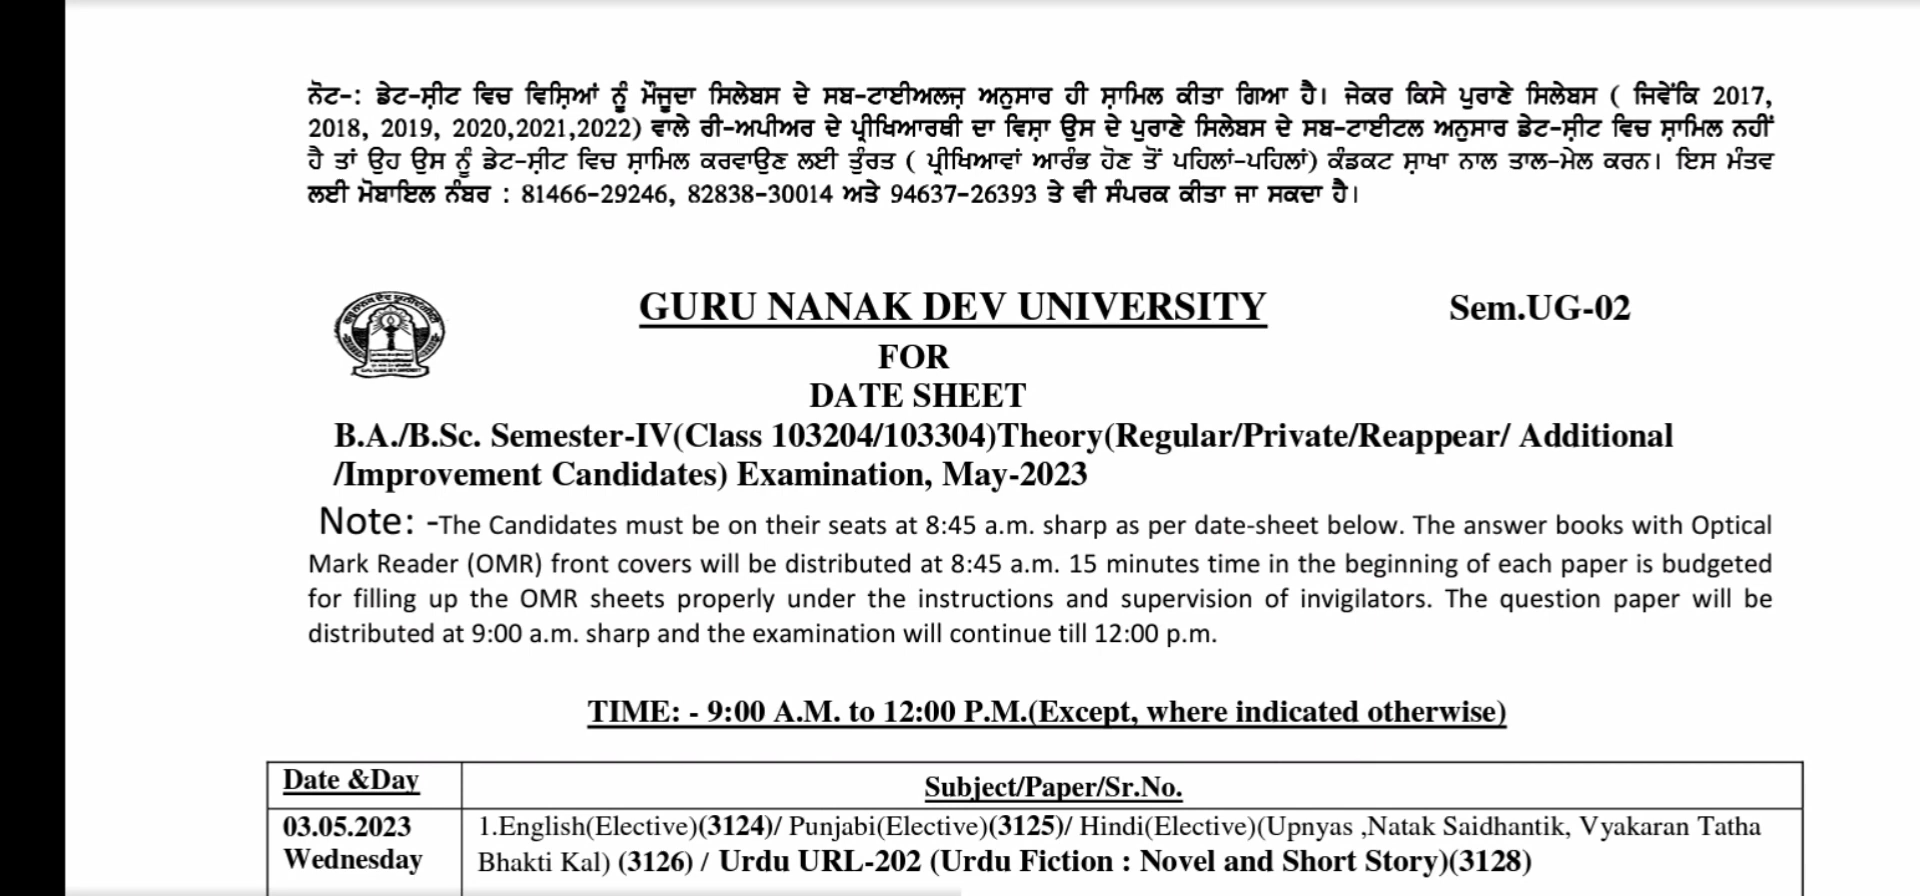 ਨੋਟ-: ਡੇਟ-ਸ਼ੀਟ ਵਿਚ ਵਿਸ਼ਿਆਂ ਨੂੰ ਮੌਜੂਦਾ ਸਿਲੇਬਸ ਦੇ ਸਬ-ਟਾਈਅਲਜ਼ ਅਨੁਸਾਰ ਹੀ ਸ਼ਾਮਿਲ ਕੀਤਾ ਗਿਆ ਹੈ। ਜੇਕਰ ਕਿਸੇ ਪੁਰਾਣੇ ਸਿਲੇਬਸ ( ਜਿਵੇਂਕਿ 2017,
2018, 2019, 2020,2021,2022) ਵਾਲੇ ਰੀ-ਅਪੀਅਰ ਦੇ ਪ੍ਰੀਖਿਆਰਥੀ ਦਾ ਵਿਸ਼ਾ ਉਸ ਦੇ ਪੁਰਾਣੇ ਸਿਲੇਬਸ ਦੇ ਸਬ-ਟਾਈਟਲ ਅਨੁਸਾਰ ਡੇਟ-ਸ਼ੀਟ ਵਿਚ ਸ਼ਾਮਿਲ ਨਹੀਂ
ਹੈ ਤਾਂ ਉਹ ਉਸ ਨੂੰ ਡੇਟ-ਸ਼ੀਟ ਵਿਚ ਸ਼ਾਮਿਲ ਕਰਵਾਉਣ ਲਈ ਤੁੰਰਤ ( ਪ੍ਰੀਖਿਆਵਾਂ ਆਰੰਭ ਹੋਣ ਤੋਂ ਪਹਿਲਾਂ-ਪਹਿਲਾਂ) ਕੰਡਕਟ ਸ਼ਾਖਾ ਨਾਲ ਤਾਲ-ਮੇਲ ਕਰਨ। ਇਸ ਮੰਤਵ
ਲਈ ਮੋਬਾਇਲ ਨੰਬਰ : 81466-29246, 82838-30014 ਅਤੇ 94637-26393 ਤੇ ਵੀ ਸੰਪਰਕ ਕੀਤਾ ਜਾ ਸਕਦਾ ਹੈ।
GURU NANAK DEV UNIVERSITY Sem.UG-02
FOR
DATE SHEET
B.A./B.Sc. Semester-IV(Class 103204/103304)Theory(Regular/Private/Reappear/ Additional
/Improvement Candidates) Examination, May-2023
Note: -The Candidates must be on their seats at 8:45 a.m. sharp as per date-sheet below. The answer books with Optical
Mark Reader (OMR) front covers will be distributed at 8:45 a.m. 15 minutes time in the beginning of each paper is budgeted
for filling up the OMR sheets properly under the instructions and supervision of invigilators. The question paper will be
distributed at 9:00 a.m. sharp and the examination will continue till 12:00 p.m.
TIME: - 9:00 A.M. to 12:00 P.M.(Except, where indicated otherwise)
Date &Day Subject/Paper/Sr.No.
03.05.2023 1.English(Elective)(3124)/ Punjabi(Elective)(3125)/ Hindi(Elective)(Upnyas ,Natak Saidhantik, Vyakaran Tatha
Wednesday Bhakti Kal) (3126) / Urdu URL-202 (Urdu Fiction : Novel and Short Story)(3128)